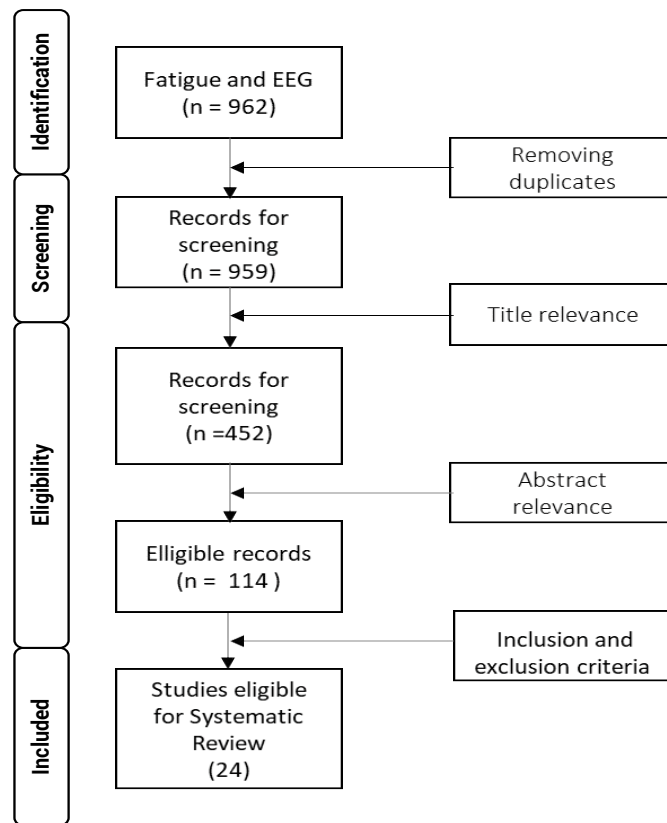 Identification
Fatigue and EEG
(n = 962)
Removing
duplicates
Screening
Records for
screening
(n = 959)
Title relevance
Eligibility
Records for
screening
(n =452)
Abstract
relevance
Elligible records
(n =  114 )
Inclusion and
exclusion criteria
Included
Studies eligible
for Systematic
Review
(24)